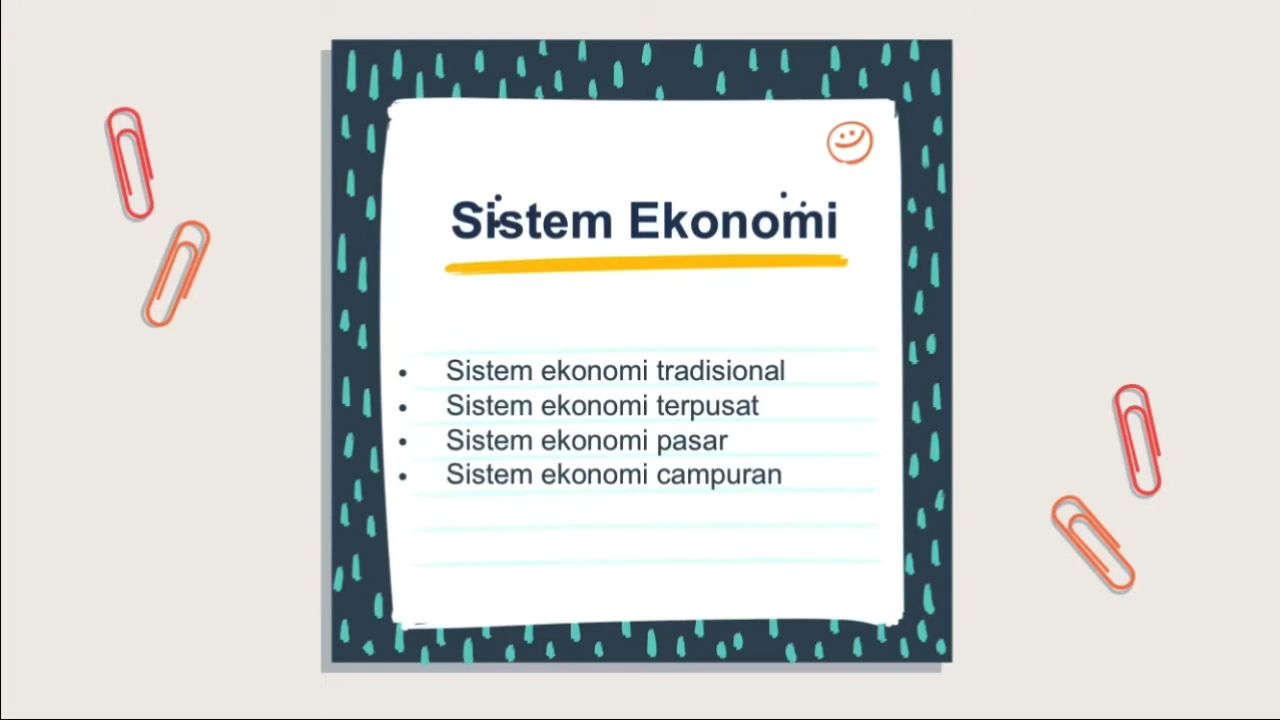 Sistem Ekonomi
• Sistem ekonomi tradisional
• Sistem ekonomi terpusat
• Sistem ekonomi pasar
• Sistem ekonomi campuran